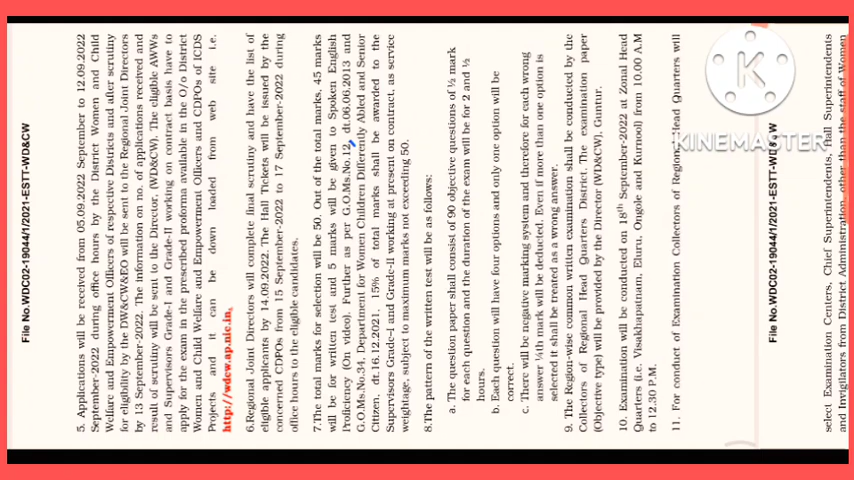 File No.WDC02-19044/1/2021-ESTT-WD&CW
5. Applications will be received from 05.09.2022 September to 12.09.2022
September-2022 during office hours by the District Women and Child
Welfare and Empowerment Officers of respective Districts and after scrutiny
for eligibility by the DW&CW&EO will be sent to the Regional Joint Directors
by 13 September-2022. The information on no. of applications received and
result of scrutiny will be sent to the Director, (WD&CW). The eligible AWWs
and Supervisors Grade-I and Grade-II working on contract basis have to
apply for the exam in the prescribed proforma available in the O/o District
Women and Child Welfare and Empowerment Officers and CDPOs of ICDS
Projects and it can be down loaded from web site i.e.
http://wdcw.ap.nic.in.
6.Regional Joint Directors will complete final scrutiny and have the list of
eligible applicants by 14.09.2022. The Hall Tickets will be issued by the
concerned CDPOs from 15 September-2022 to 17 September-2022 during
office hours to the eligible candidates.
7.The total marks for selection will be 50. Out of the total marks, 45 marks
will be for written test and 5 marks will be given to Spoken English
Proficiency (On video). Further as per G.O.Ms.No.12, dt.06.06.2013 and
G.O.Ms.No.34, Department for Women Children Differently Abled and Senior
Citizen, dt.16.12.2021, 15% of total marks shall be awarded to the
Supervisors Grade-I and Grade-II working at present on contract, as service
weightage, subject to maximum marks not exceeding 50.
8.The pattern of the written test will be as follows:
a. The question paper shall consist of 90 objective questions of ½ mark
for each question and the duration of the exam will be for 2 and ½
hours.
b. Each question will have four options and only one option will be
correct.
c. There will be negative marking system and therefore for each wrong
answer ¼th mark will be deducted. Even if more than one option is
selected it shall be treated as a wrong answer.
9. The Region-wise common written examination shall be conducted by the
Collectors of Regional Head Quarters District. The examination paper
(Objective type) will be provided by the Director (WD&CW), Guntur.
10. Examination will be conducted on 18th September-2022 at Zonal Head
Quarters (i.e. Visakhapatnam, Eluru, Ongole and Kurnool) from 10.00 A.M
to 12.30 P.M.
11. For conduct of Examination Collectors of Regional Head Quarters will
K
KINEMASTER
File No.WDC02-19044/1/2021-ESTT-WD&CW
select Examination Centers, Chief Superintendents, Hall Superintendents
and Invigilators from District Administration, other than the staff of Women